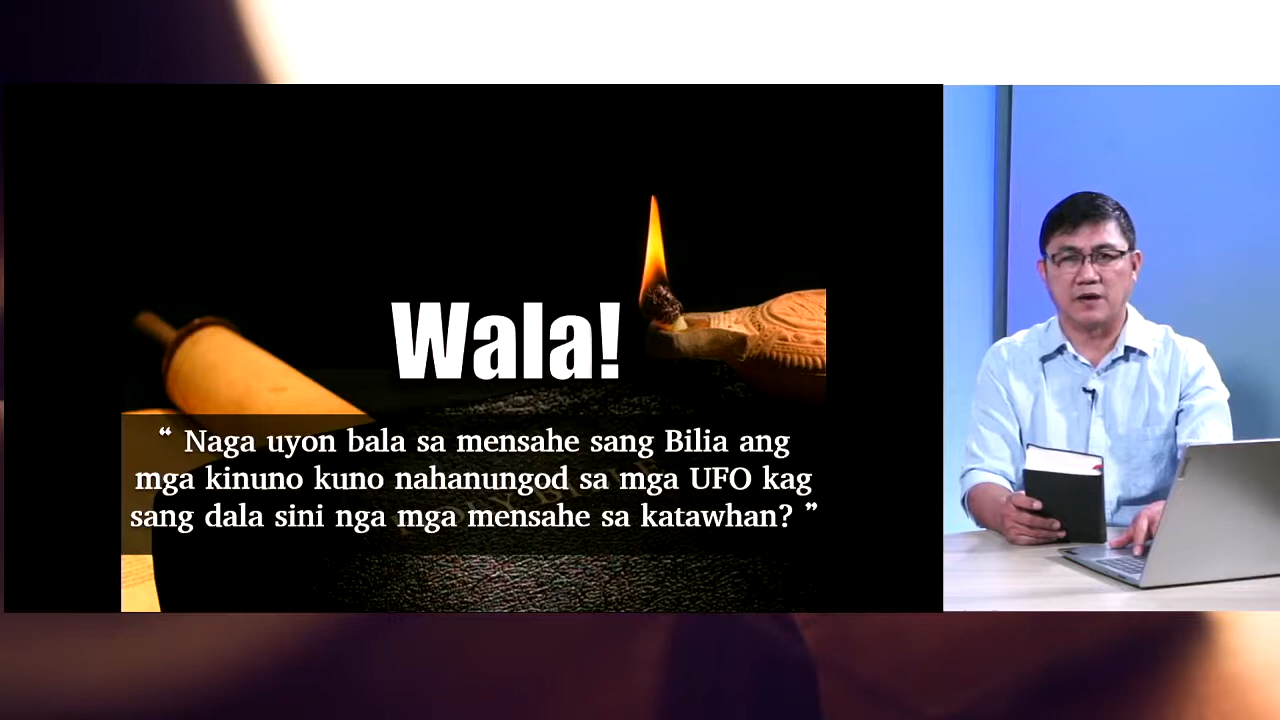 Wala!
“ Naga uyon bala sa mensahe sang Bilia ang
mga kinuno kuno nahanungod sa mga UFO kag
sang dala sini nga mga mensahe sa katawhan? ”